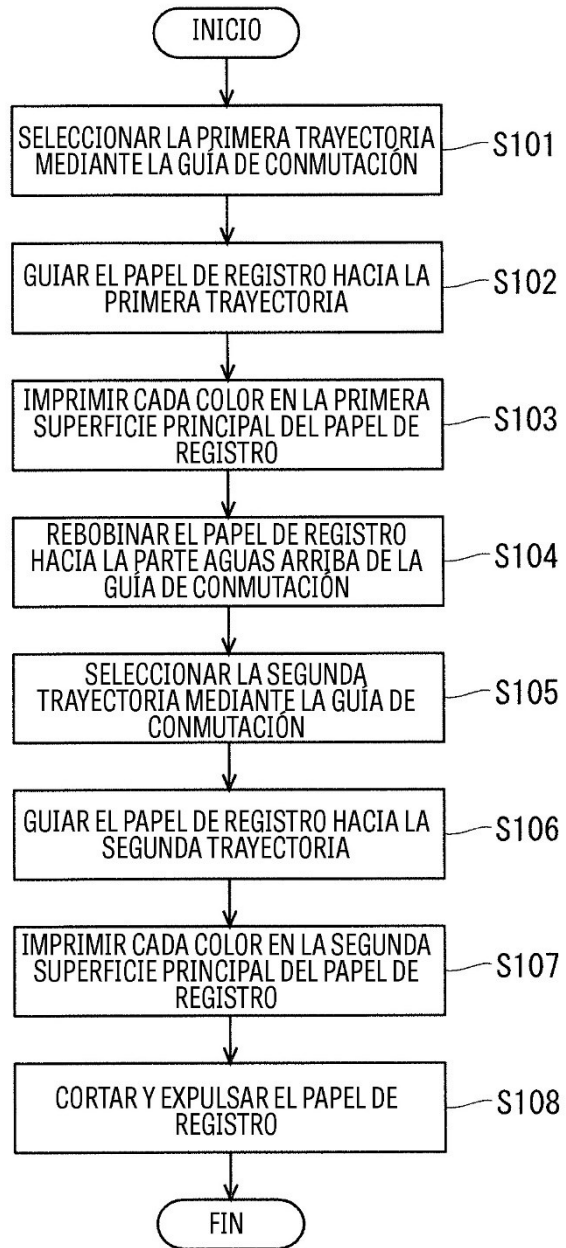 INICIO
SELECCIONAR LA PRIMERA TRAYECTORIA
MEDIANTE LA GUÍA DE CONMUTACIÓN
S101
GUIAR EL PAPEL DE REGISTRO HACIA LA
PRIMERA TRAYECTORIA
S102
IMPRIMIR CADA COLOR EN LA PRIMERA
SUPERFICIE PRINCIPAL DEL PAPEL DE
REGISTRO
S103
REBOBINAR EL PAPEL DE REGISTRO
HACIA LA PARTE AGUAS ARRIBA DE LA
GUÍA DE CONMUTACIÓN
S104
SELECCIONAR LA SEGUNDA
TRAYECTORIA MEDIANTE LA GUÍA DE
CONMUTACIÓN
S105
GUIAR EL PAPEL DE REGISTRO HACIA LA
SEGUNDA TRAYECTORIA
S106
IMPRIMIR CADA COLOR EN LA SEGUNDA
SUPERFICIE PRINCIPAL DEL PAPEL DE
REGISTRO
S107
CORTAR Y EXPULSAR EL PAPEL DE
REGISTRO
S108
FIN